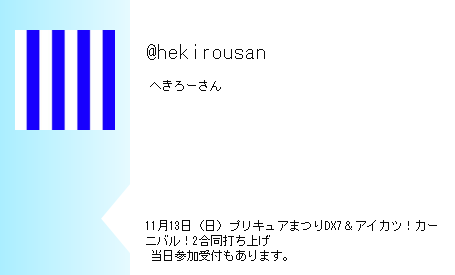 @hekirousan
へきろーさん
11月13日（日）プリキュアまつりDX7＆アイカツ！カー
ニバル！2合同打ち上げ
当日参加受付もあります。